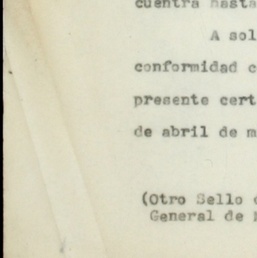 cuentra hasta
A sol
conformidad c
presente cert
de abril de m
(Otro Sello
General de